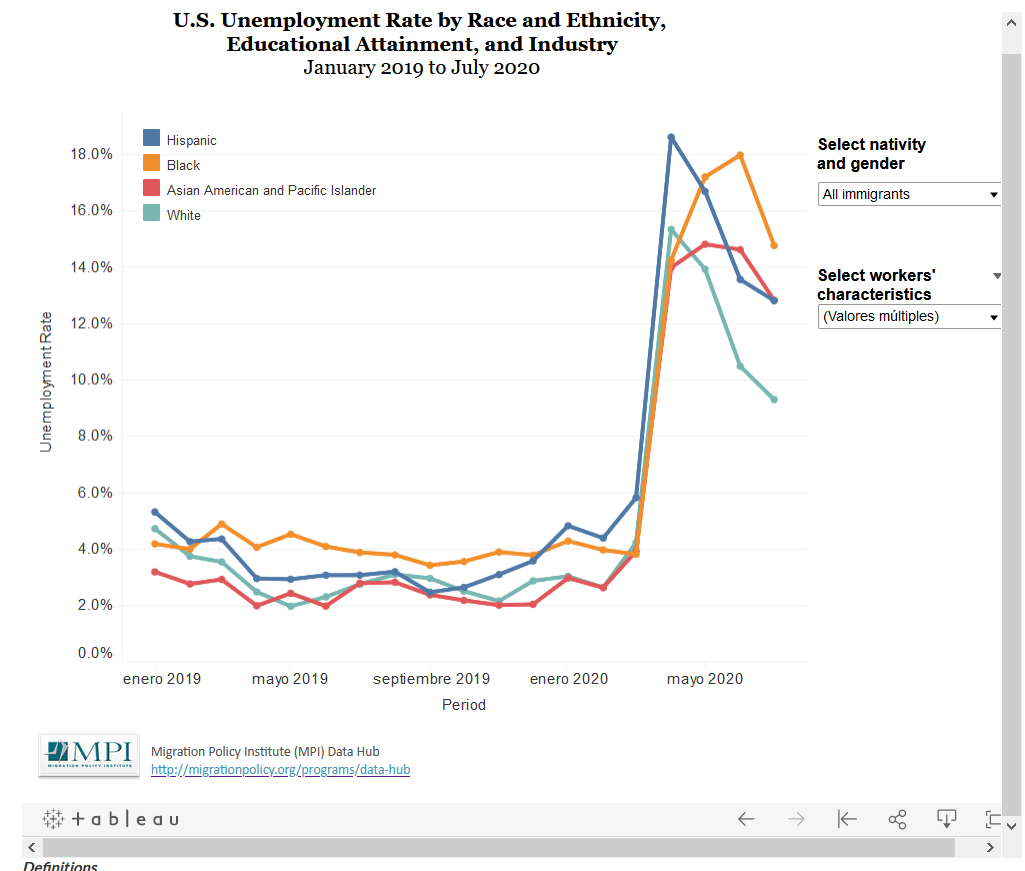 U.S. Unemployment Rate by Race and Ethnicity,
Educational Attainment, and Industry
January 2019 to July 2020
Hispanic
Black
Asian American and Pacific Islander
White
18.0%
16.0%
14.0%
12.0%
10.0%
8.0%
6.0%
4.0%
2.0%
0.0%
Unemployment Rate
enero 2019
mayo 2019
septiembre 2019
enero 2020
mayo 2020
Period
Select nativity
and gender
All immigrants
Select workers'
characteristics
(Valores múltiples)
MPI
MIGRATION POLICY INSTITUTE
Migration Policy Institute (MPI) Data Hub
http://migrationpolicy.org/programs/data-hub
+ableau
Definitions